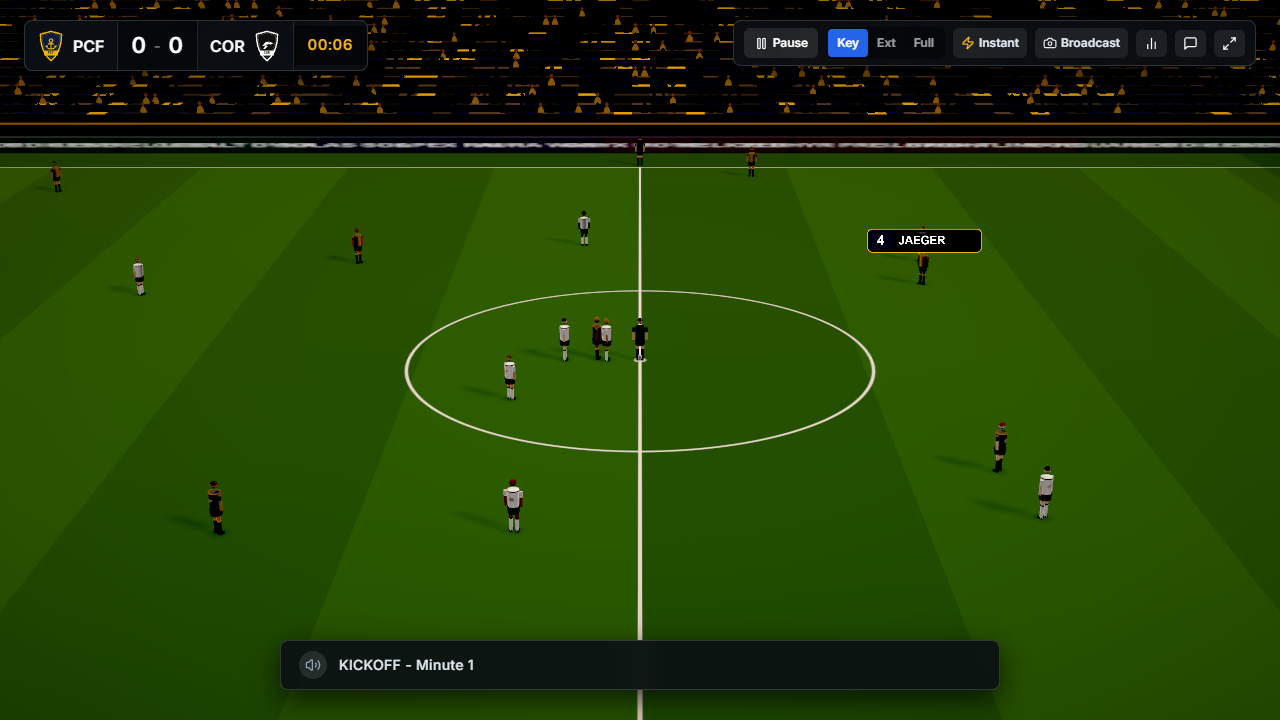 PCF
0 - 0
COR
00:06
Pause
Key
Ext
Full
Instant
Broadcast
4 JAEGER
KICKOFF - Minute 1